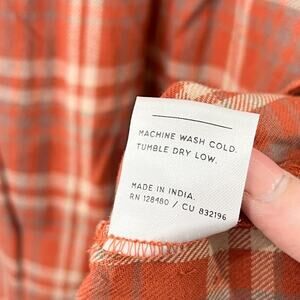 MACHINE WASH COLD.
TUMBLE DRY LOW.
MADE IN INDIA.
RN 128480 / CU 832196